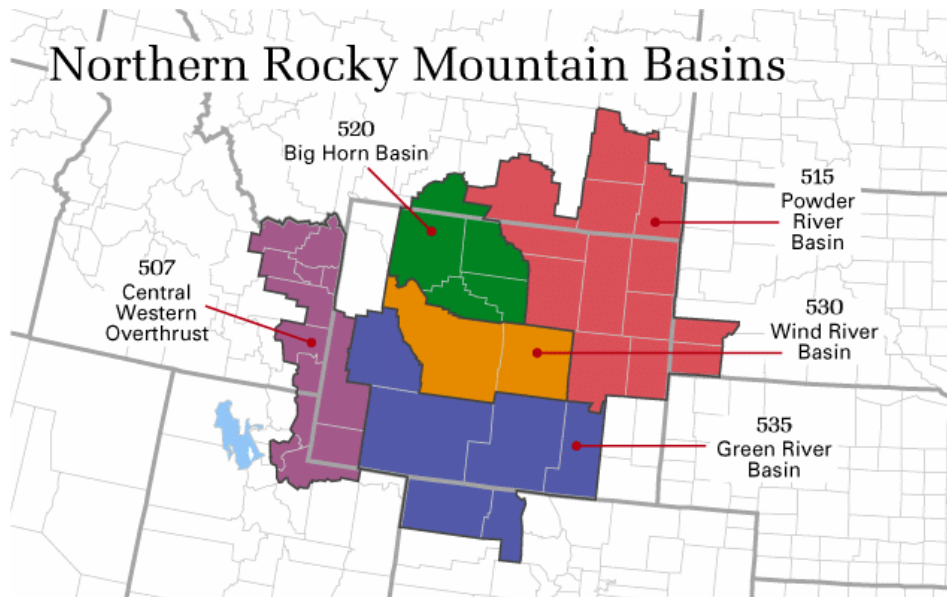 Northern Rocky Mountain Basins
520
Big Horn Basin
515
Powder
River
Basin
507
Central
Western
Overthrust
530
Wind River
Basin
535
Green River
Basin